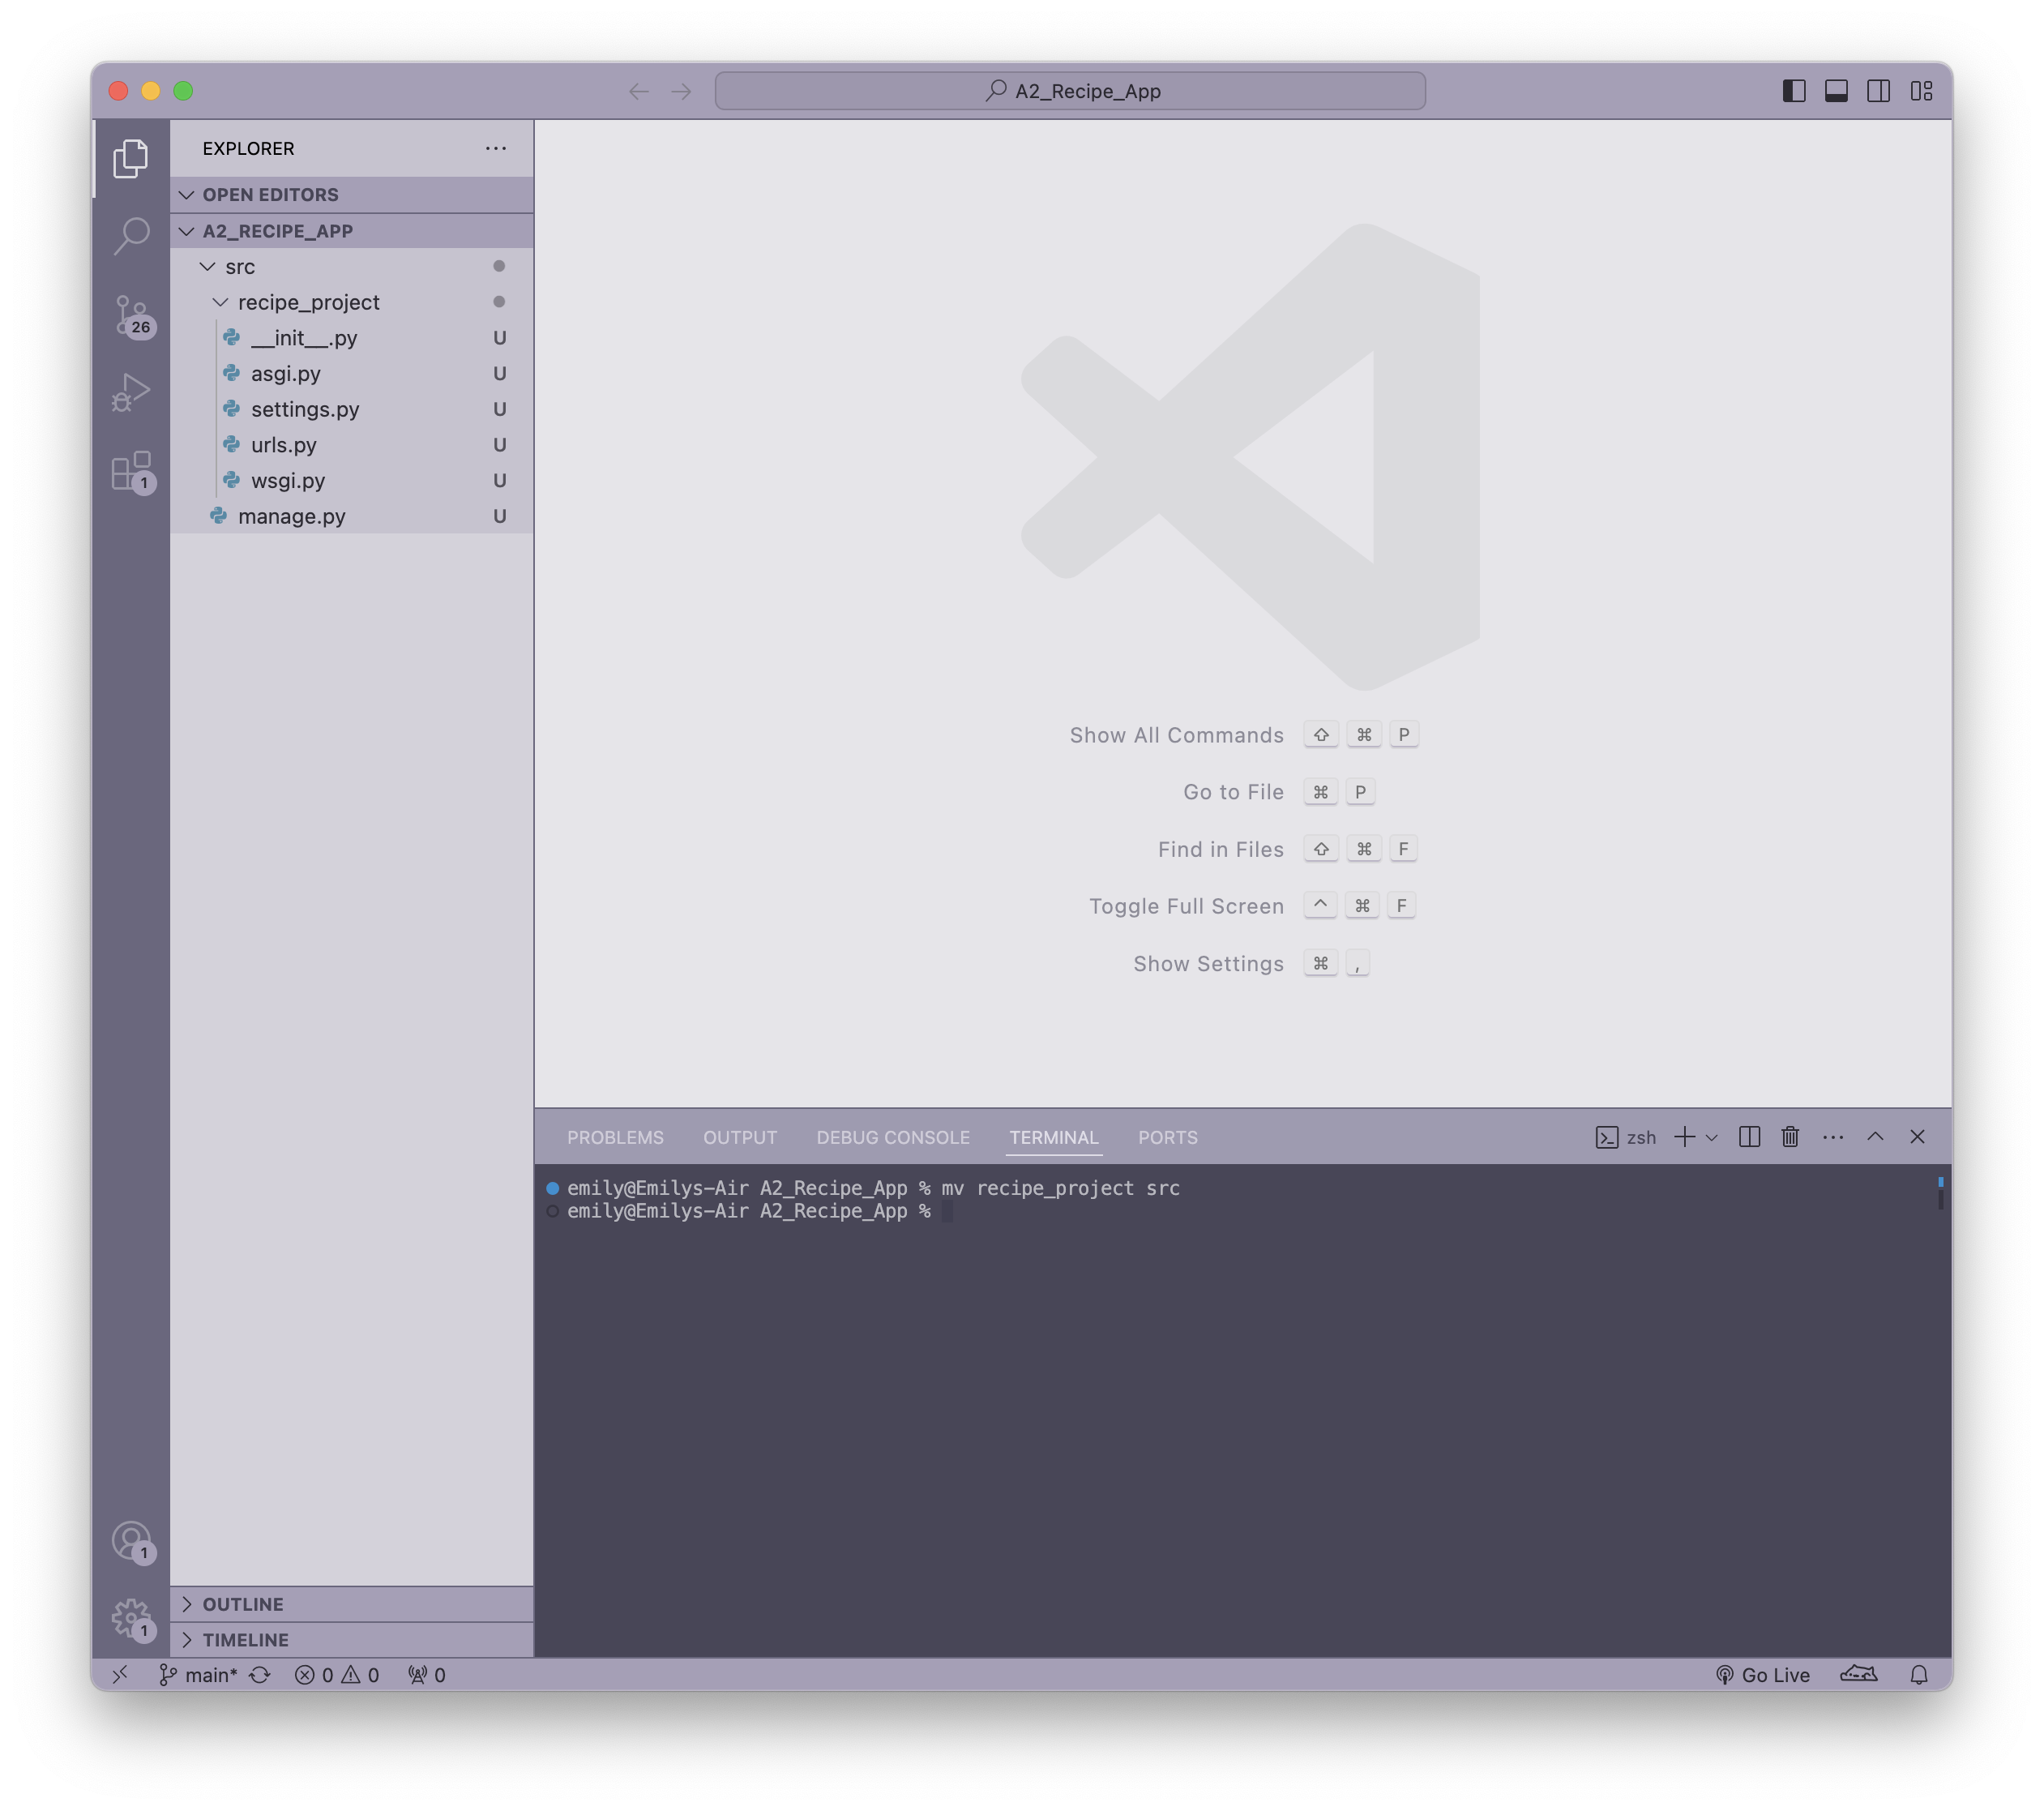 A2_Recipe_App
EXPLORER
OPEN EDITORS
A2_RECIPE_APP
src
recipe_project
__init__.py U
asgi.py U
settings.py U
urls.py U
wsgi.py U
manage.py U
26
1
Show All Commands ⇧ ⌘ P
Go to File ⌘ P
Find in Files ⇧ ⌘ F
Toggle Full Screen ^ ⌘ F
Show Settings ⌘ ,
PROBLEMS OUTPUT DEBUG CONSOLE TERMINAL PORTS zsh
emily@Emilys-Air A2_Recipe_App % mv recipe_project src
emily@Emilys-Air A2_Recipe_App %
1
1
OUTLINE
TIMELINE
main* 0 0 0 Go Live